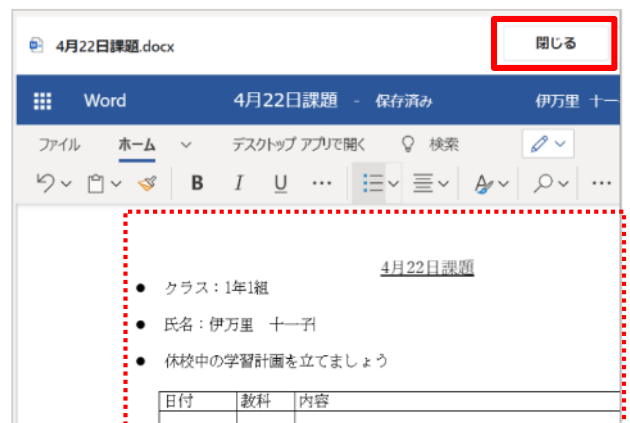 4月22日課題.docx 閉じる
Word 4月22日課題 - 保存済み 伊万里 十一
ファイル ホーム デスクトップ アプリで開く 検索
B I U
4月22日課題
● クラス：1年1組
● 氏名：伊万里 十一
● 休校中の学習計画を立てましょう
日付 教科 内容